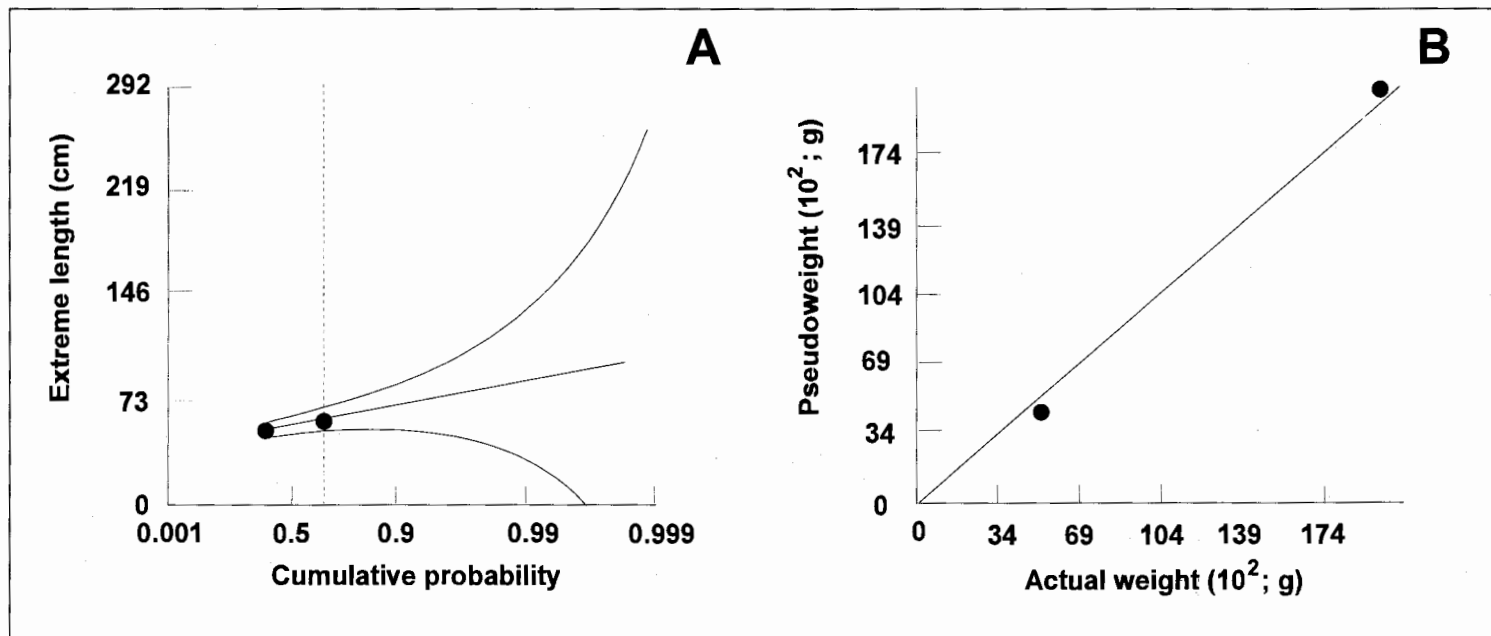 A
292
219
146
73
0
Extreme length (cm)
0.001 0.5 0.9 0.99 0.999
Cumulative probability
B
174
139
104
69
34
0
Pseudoweight (10²; g)
0 34 69 104 139 174
Actual weight (10²; g)